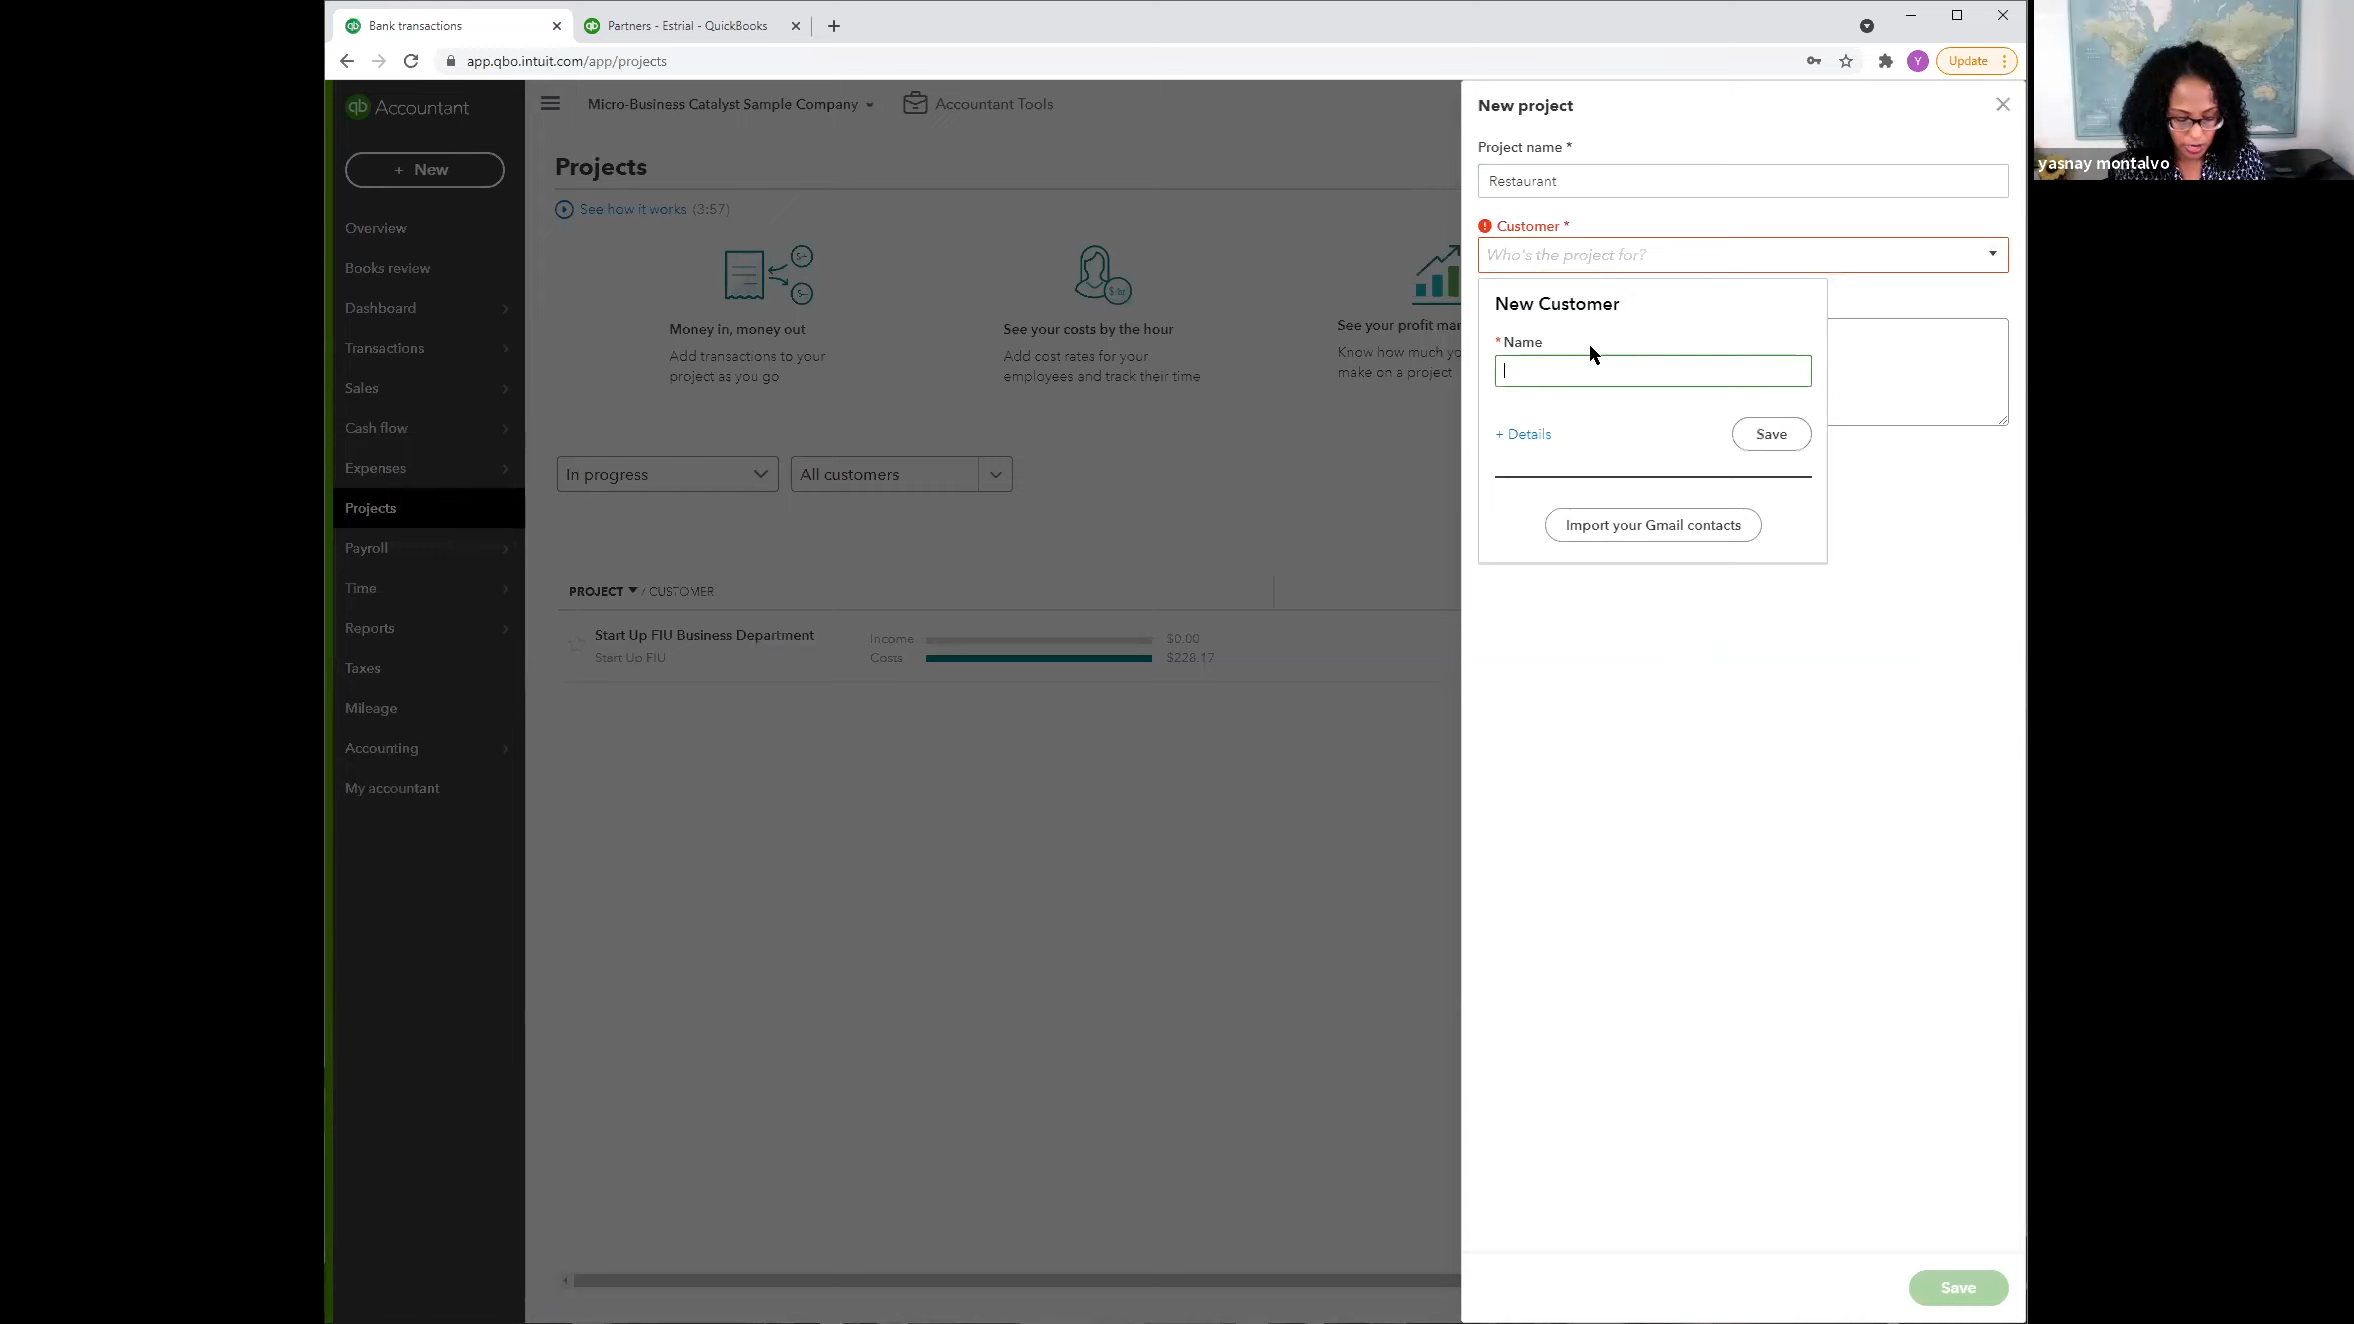 Bank transactions
Partners - Estrial - QuickBooks
app.qbo.intuit.com/app/projects
Y
Update
qb Accountant
+ New
Overview
Books review
Dashboard
Transactions
Sales
Cash flow
Expenses
Projects
Payroll
Time
Reports
Taxes
Mileage
Accounting
My accountant
Micro-Business Catalyst Sample Company
Accountant Tools
Projects
See how it works (3:57)
Money in, money out
Add transactions to your
project as you go
See your costs by the hour
Add cost rates for your
employees and track their time
See your profit mar
Know how much yo
make on a project
In progress
All customers
PROJECT / CUSTOMER
Start Up FIU Business Department
Start Up FIU
Income $0.00
Costs $228.17
New project
Project name *
Restaurant
Customer *
Who's the project for?
New Customer
* Name
+ Details
Save
Import your Gmail contacts
Save
yasnay montalvo